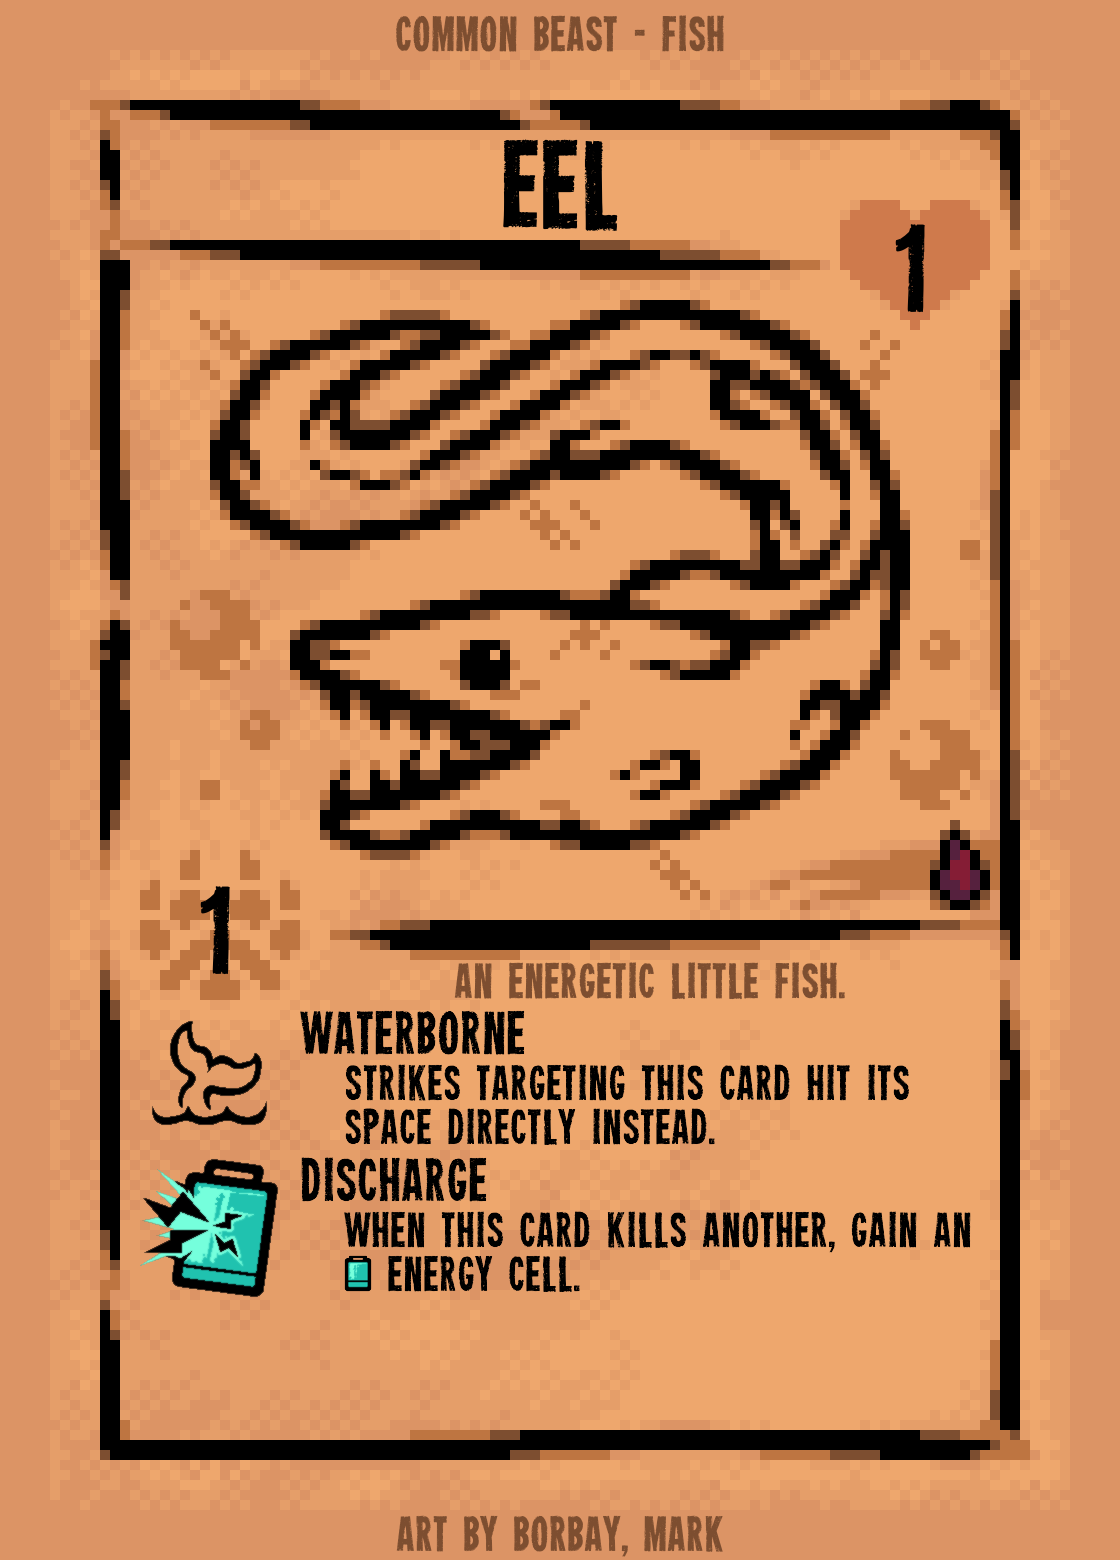 COMMON BEAST - FISH
EEL
1
1
AN ENERGETIC LITTLE FISH.
WATERBORNE
STRIKES TARGETING THIS CARD HIT ITS
SPACE DIRECTLY INSTEAD.
DISCHARGE
WHEN THIS CARD KILLS ANOTHER, GAIN AN
ENERGY CELL.
ART BY BORBAY, MARK